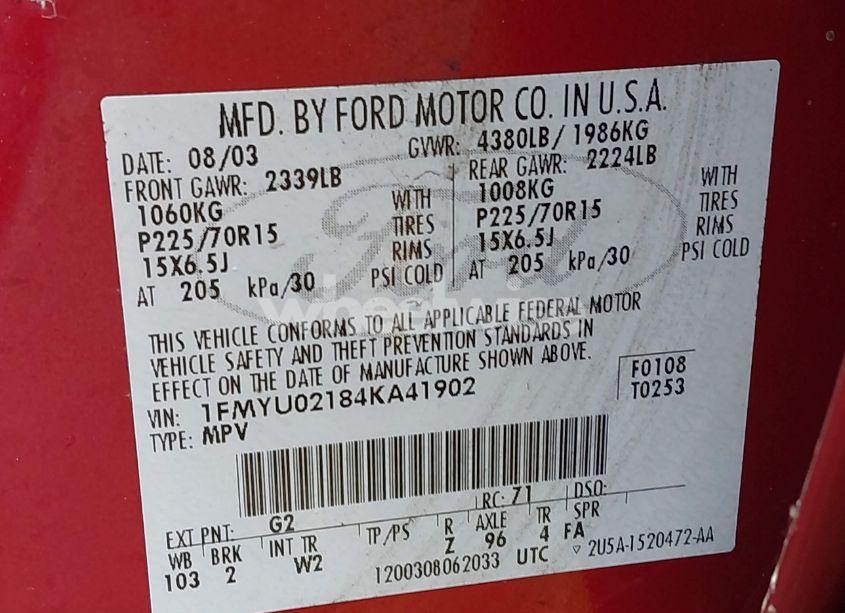 MFD. BY FORD MOTOR CO. IN U.S.A.
DATE: 08/03 GVWR: 4380LB/ 1986KG
FRONT GAWR: 2339LB REAR GAWR: 2224LB
1060KG WITH 1008KG WITH
P225/70R15 TIRES P225/70R15 TIRES
15X6.5J RIMS 15X6.5J RIMS
AT 205 kPa/30 PSI COLD AT 205 kPa/30 PSI COLD
THIS VEHICLE CONFORMS TO ALL APPLICABLE FEDERAL MOTOR
VEHICLE SAFETY AND THEFT PREVENTION STANDARDS IN
EFFECT ON THE DATE OF MANUFACTURE SHOWN ABOVE.
F0108
T0253
VIN: 1FMYU02184KA41902
TYPE: MPV
EXT PNT: G2 RC: 71 DSO:
WB BRK INT TR TP/PS R AXLE TR SPR
103 2 W2 Z 96 4 FA
1200308062033 UTC 2U5A-1520472-AA
Ford